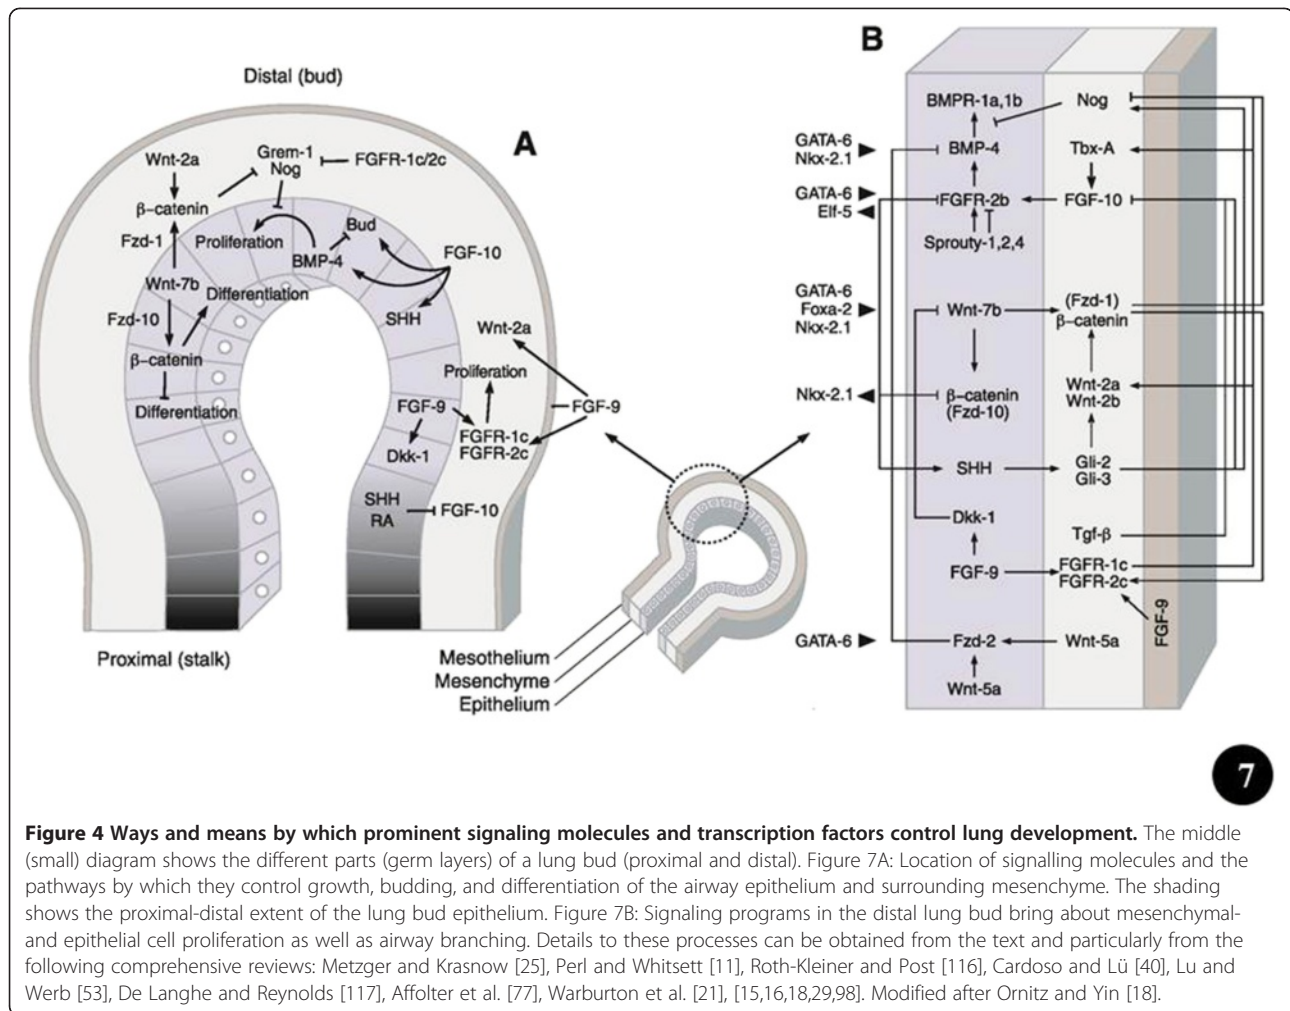 Distal (bud)
A
Wnt-2a
Grem-1
Nog
FGFR-1c/2c
β-catenin
Fzd-1
Proliferation
Bud
BMP-4
FGF-10
Wnt-7b
Differentiation
Fzd-10
SHH
Wnt-2a
β-catenin
Proliferation
Differentiation
FGF-9
FGF-9
FGFR-1c
FGFR-2c
Dkk-1
SHH
RA
FGF-10
Proximal (stalk)
Mesothelium
Mesenchyme
Epithelium
B
BMPR-1a,1b
Nog
GATA-6
Nkx-2.1
BMP-4
Tbx-A
GATA-6
Elf-5
FGFR-2b
FGF-10
Sprouty-1,2,4
GATA-6
Foxa-2
Nkx-2.1
Wnt-7b
(Fzd-1)
β-catenin
Nkx-2.1
β-catenin
(Fzd-10)
Wnt-2a
Wnt-2b
SHH
Gli-2
Gli-3
Dkk-1
Tgf-β
FGF-9
FGFR-1c
FGFR-2c
FGF-9
GATA-6
Fzd-2
Wnt-5a
Wnt-5a
7
Figure 4 Ways and means by which prominent signaling molecules and transcription factors control lung development. The middle
(small) diagram shows the different parts (germ layers) of a lung bud (proximal and distal). Figure 7A: Location of signalling molecules and the
pathways by which they control growth, budding, and differentiation of the airway epithelium and surrounding mesenchyme. The shading
shows the proximal-distal extent of the lung bud epithelium. Figure 7B: Signaling programs in the distal lung bud bring about mesenchymal-
and epithelial cell proliferation as well as airway branching. Details to these processes can be obtained from the text and particularly from the
following comprehensive reviews: Metzger and Krasnow [25], Perl and Whitsett [11], Roth-Kleiner and Post [116], Cardoso and Lü [40], Lu and
Werb [53], De Langhe and Reynolds [117], Affolter et al. [77], Warburton et al. [21], [15,16,18,29,98]. Modified after Ornitz and Yin [18].